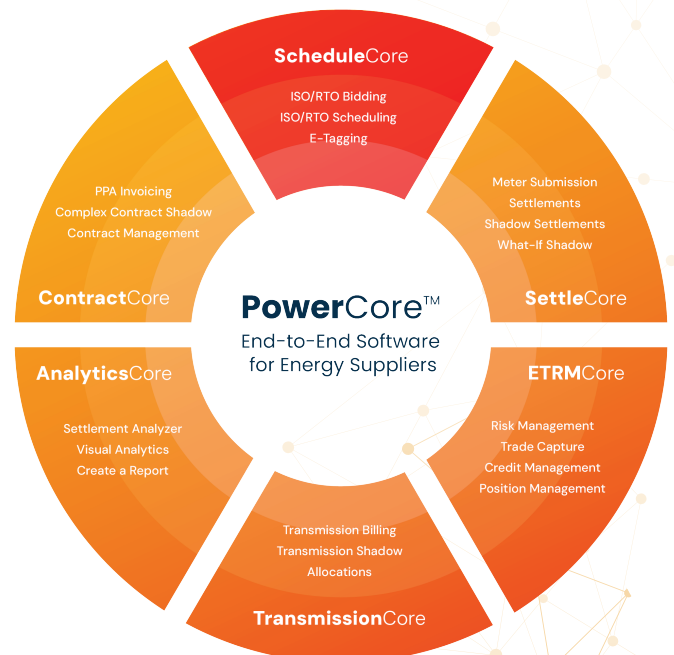 ScheduleCore
ISO/RTO Bidding
ISO/RTO Scheduling
E-Tagging
Meter Submission
Settlements
Shadow Settlements
What-If Shadow
SettleCore
PPA Invoicing
Complex Contract Shadow
Contract Management
ContractCore
PowerCore™
End-to-End Software
for Energy Suppliers
AnalyticsCore
Settlement Analyzer
Visual Analytics
Create a Report
ETRMCore
Risk Management
Trade Capture
Credit Management
Position Management
Transmission Billing
Transmission Shadow
Allocations
TransmissionCore